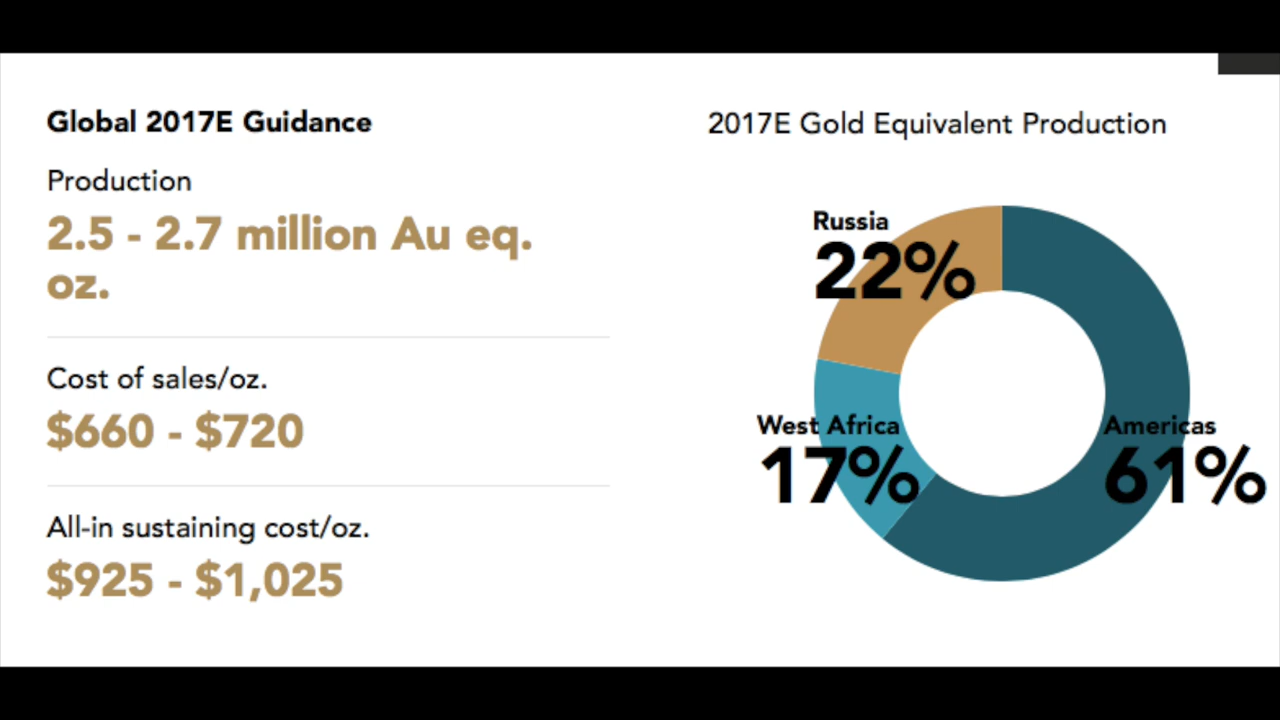 Global 2017E Guidance
Production
2.5 - 2.7 million Au eq.
oz.
Cost of sales/oz.
$660 - $720
All-in sustaining cost/oz.
$925 - $1,025
2017E Gold Equivalent Production
Russia
22%
West Africa
17%
Americas
61%